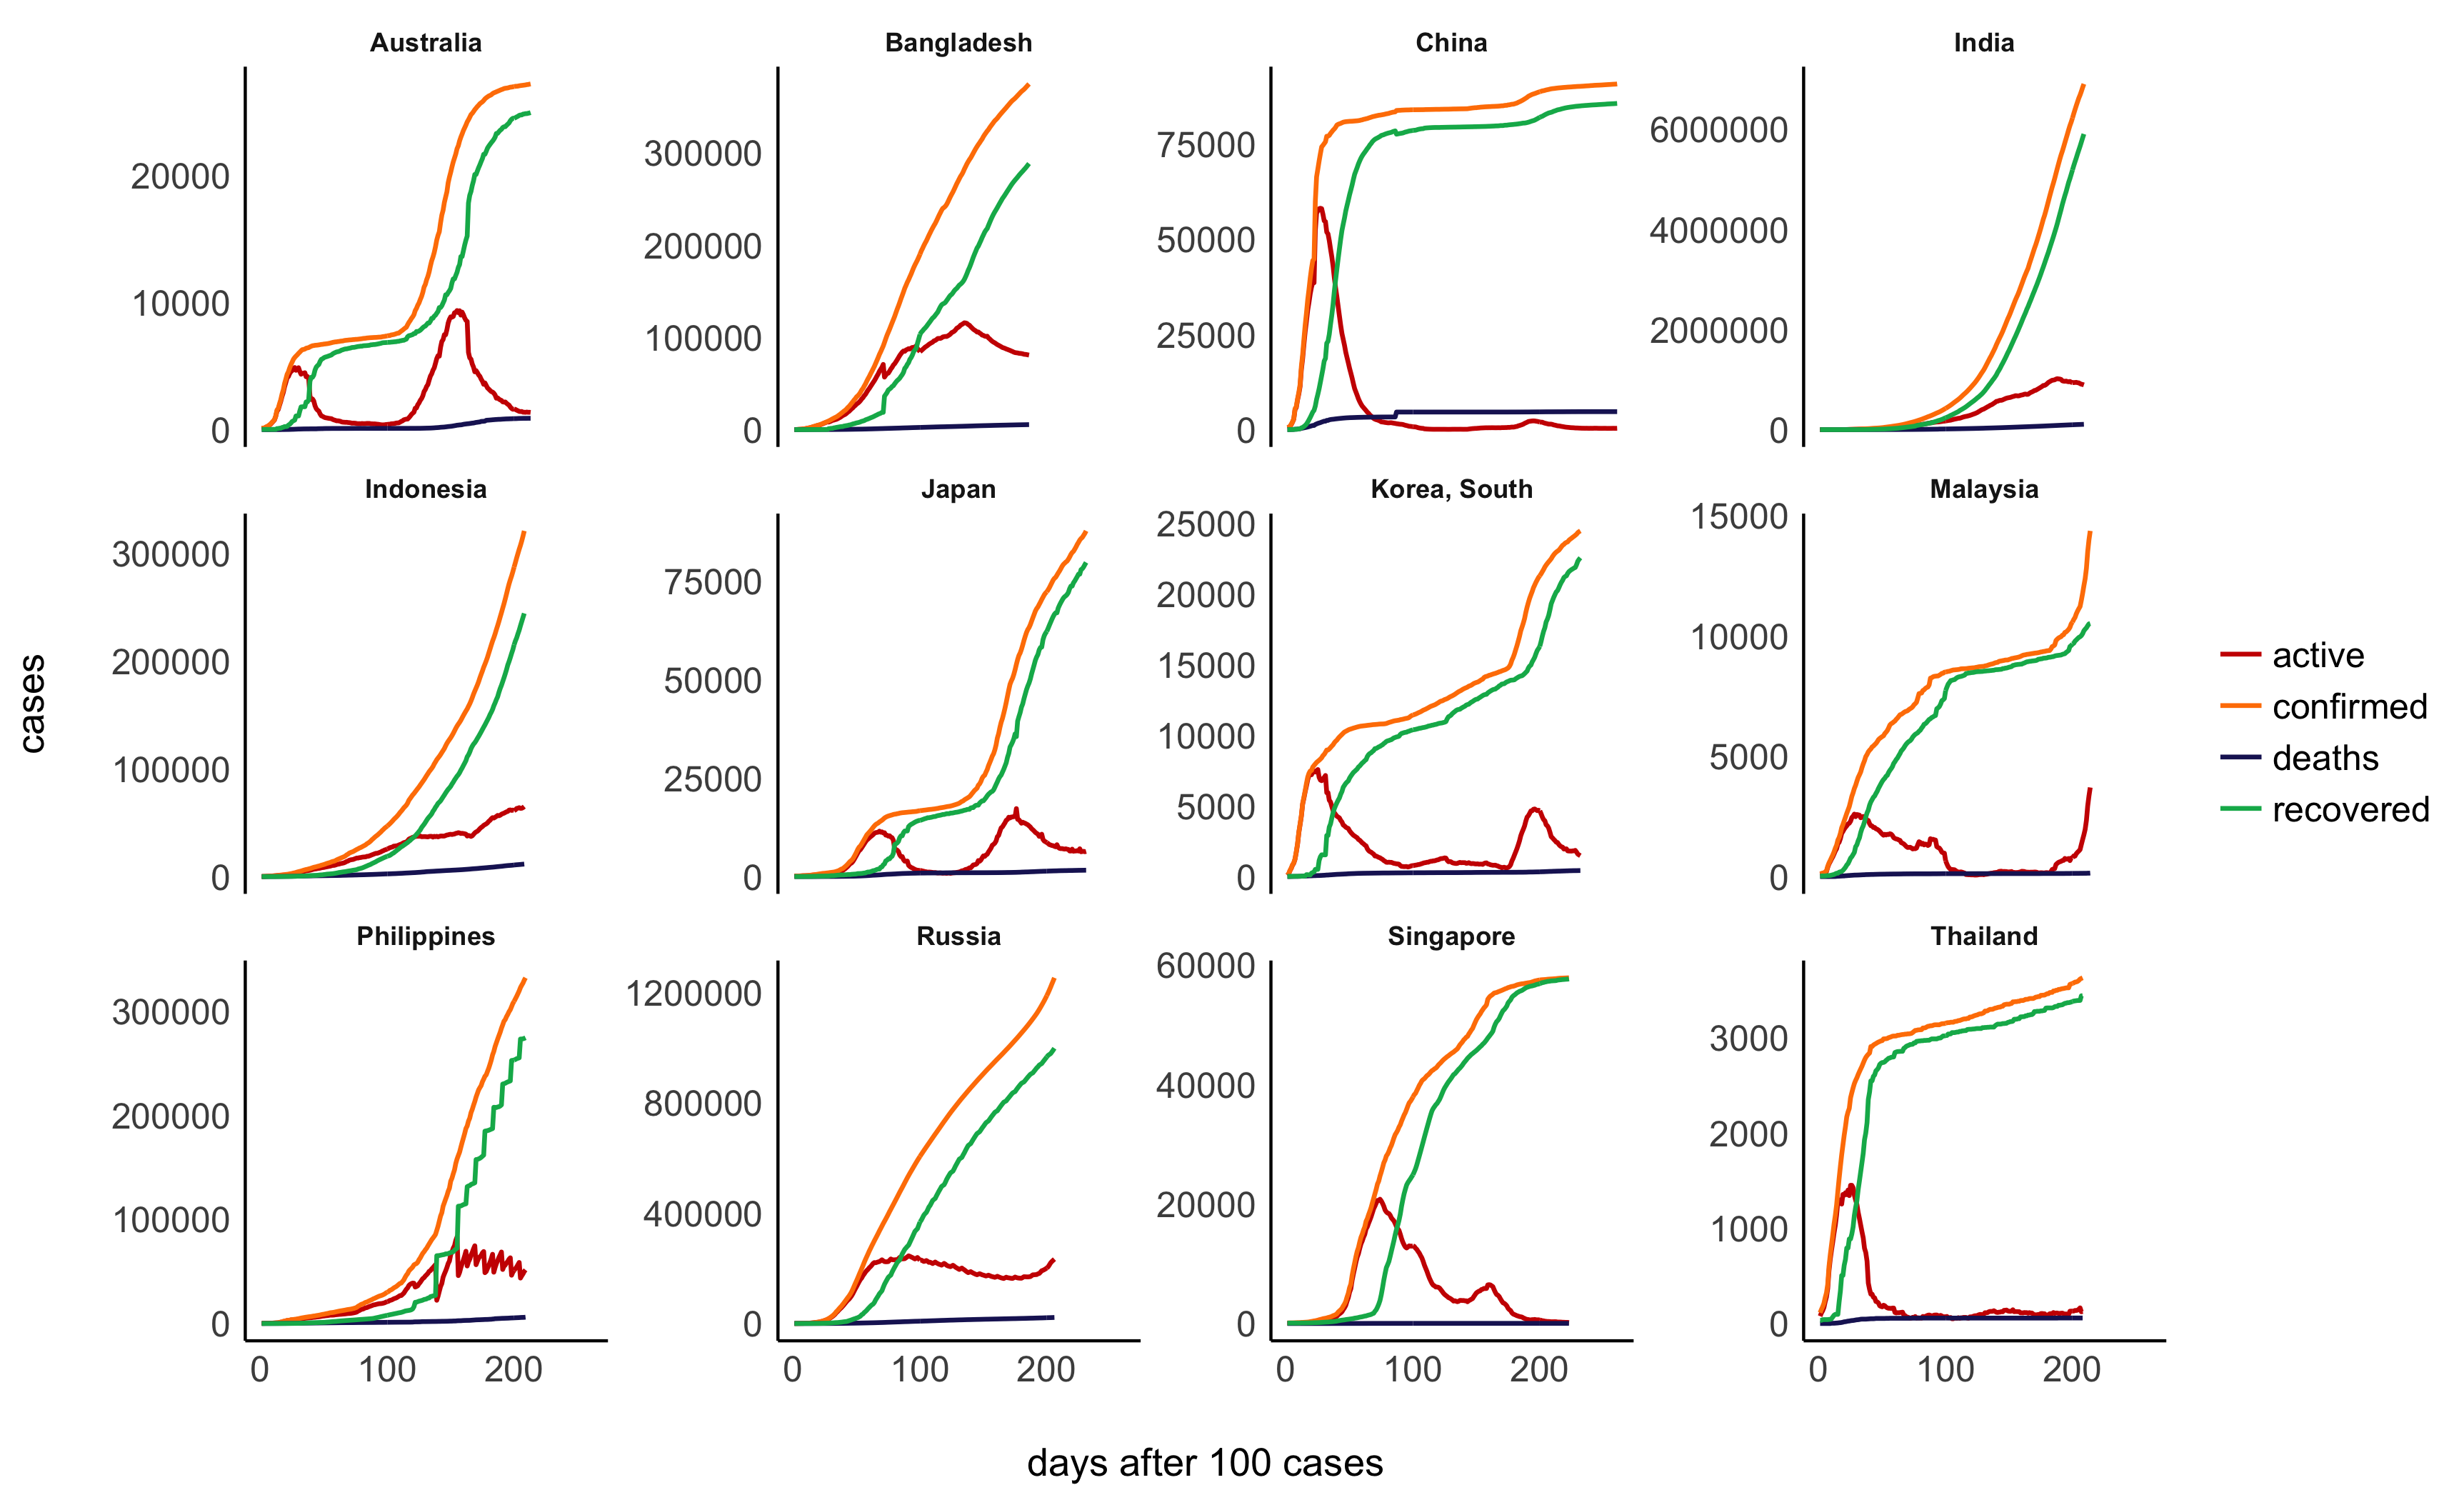 Australia
Bangladesh
China
India
20000
10000
0
300000
200000
100000
0
75000
50000
25000
0
6000000
4000000
2000000
0
Indonesia
Japan
Korea, South
Malaysia
300000
200000
100000
0
75000
50000
25000
0
25000
20000
15000
10000
5000
0
15000
10000
5000
0
cases
active
confirmed
deaths
recovered
Philippines
Russia
Singapore
Thailand
300000
200000
100000
0
1200000
800000
400000
0
60000
40000
20000
0
3000
2000
1000
0
0 100 200
0 100 200
0 100 200
0 100 200
days after 100 cases